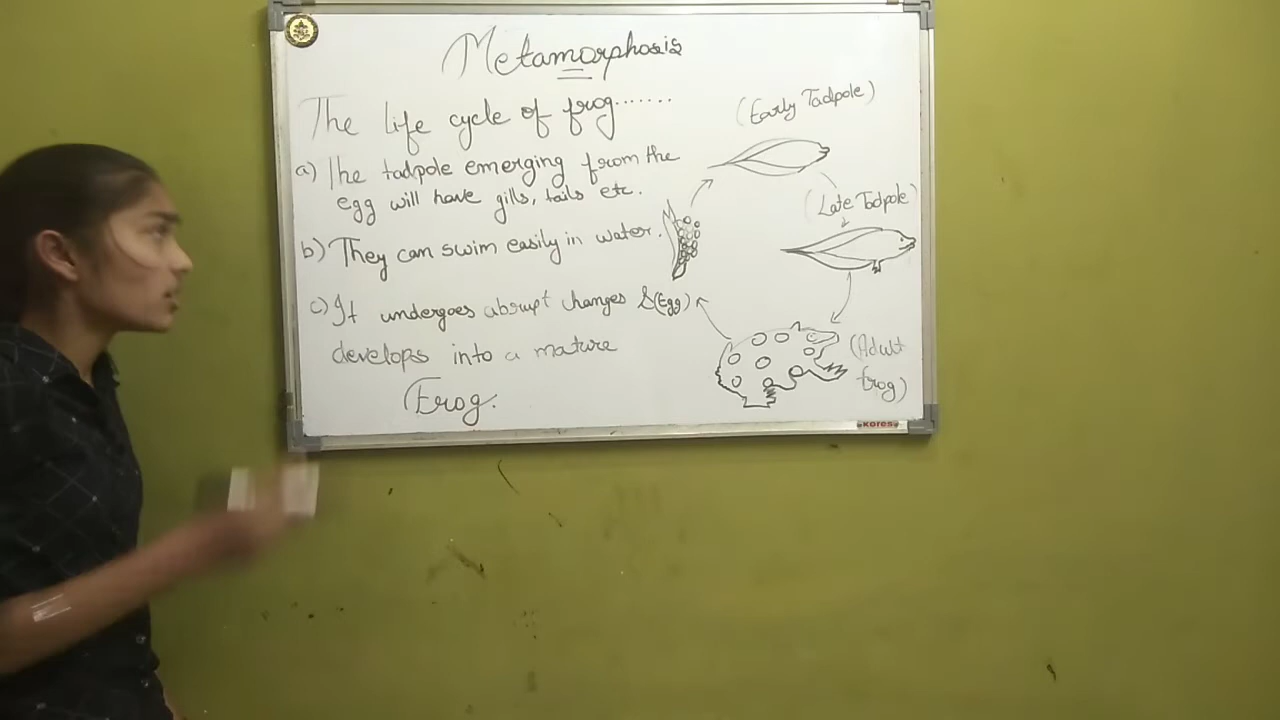 Metamorphosis
The life cycle of frog.......
a) The tadpole emerging from the
egg will have gills, tails etc.
b) They can swim easily in water.
c) It undergoes abrupt changes &
develops into a mature
Frog.
(Early Tadpole)
(Late Tadpole)
(Egg)
(Adult
frog)
kores